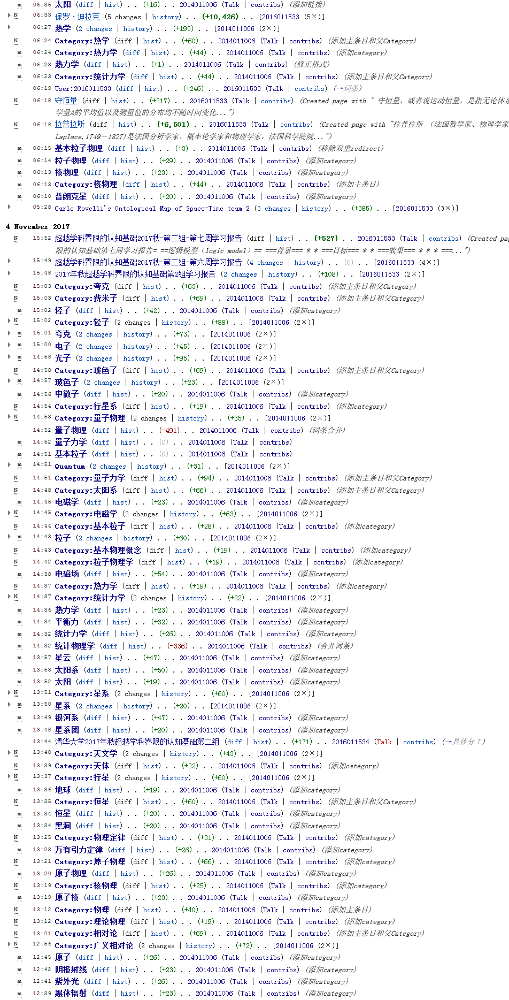 m 06:35 太阳 (diff | hist) . . (+16) . . 2014011006 (Talk | contribs) (添加链接)
N 06:33 保罗·迪拉克 (5 changes | history) . . (+10,426) . . [2016011533 (5×)]
06:27 热学 (2 changes | history) . . (+195) . . [2014011006 (2×)]
N 06:24 Category:热学 (diff | hist) . . (+60) . . 2014011006 (Talk | contribs) (添加主条目和父Category)
m 06:24 Category:热力学 (diff | hist) . . (+44) . . 2014011006 (Talk | contribs) (添加category)
m 06:23 热力学 (diff | hist) . . (+1) . . 2014011006 (Talk | contribs) (修正格式)
m 06:23 Category:统计力学 (diff | hist) . . (+44) . . 2014011006 (Talk | contribs) (添加主条目和父Category)
06:19 User:2016011533 (diff | hist) . . (+246) . . 2016011533 (Talk | contribs) (→词条)
N 06:18 守恒量 (diff | hist) . . (+217) . . 2016011533 (Talk | contribs) (Created page with " 守恒量，或者说运动恒量，是指无论体系
学量A的平均值以及测量值的分布均不随时间变化...")
N 06:18 拉普拉斯 (diff | hist) . . (+6,501) . . 2016011533 (Talk | contribs) (Created page with "拉普拉斯 （法国数学家、物理学家
Laplace,1749－1827)是法国分析学家、概率论学家和物理学家，法国科学院院...")
m 06:15 基本粒子物理 (diff | hist) . . (+3) . . 2014011006 (Talk | contribs) (移除双重redirect)
m 06:14 粒子物理 (diff | hist) . . (+29) . . 2014011006 (Talk | contribs) (添加category)
m 06:13 核物理 (diff | hist) . . (+23) . . 2014011006 (Talk | contribs) (添加category)
m 06:13 Category:核物理 (diff | hist) . . (+44) . . 2014011006 (Talk | contribs) (添加主条目)
m 06:10 普朗克星 (diff | hist) . . (+20) . . 2014011006 (Talk | contribs) (添加category)
05:28 Carlo Rovelli's Ontological Map of Space-Time team 2 (3 changes | history) . . (+385) . . [2016011533 (3×)]
4 November 2017
N 15:52 超越学科界限的认知基础2017秋-第二组-第七周学习报告 (diff | hist) . . (+527) . . 2016011533 (Talk | contribs) (Created pag
限的认知基础第七周学习报告= ==逻辑模型（logic model）== ===背景=== * * ===目标=== * * ===效果=== * * * ===...")
15:49 超越学科界限的认知基础2017秋-第二组-第六周学习报告 (4 changes | history) . . (0) . . [2016011533 (4×)]
15:48 2017年秋超越学科界限的认知基础第2组学习报告 (2 changes | history) . . (+108) . . [2016011533 (2×)]
N 15:03 Category:夸克 (diff | hist) . . (+63) . . 2014011006 (Talk | contribs) (添加主条目和父Category)
N 15:03 Category:费米子 (diff | hist) . . (+69) . . 2014011006 (Talk | contribs) (添加主条目和父Category)
m 15:02 轻子 (diff | hist) . . (+42) . . 2014011006 (Talk | contribs) (添加category)
N 15:02 Category:轻子 (2 changes | history) . . (+88) . . [2014011006 (2×)]
m 15:01 夸克 (2 changes | history) . . (+73) . . [2014011006 (2×)]
m 15:00 电子 (2 changes | history) . . (+45) . . [2014011006 (2×)]
m 14:58 光子 (2 changes | history) . . (+95) . . [2014011006 (2×)]
N 14:58 Category:玻色子 (diff | hist) . . (+69) . . 2014011006 (Talk | contribs) (添加主条目和父Category)
m 14:57 玻色子 (2 changes | history) . . (+23) . . [2014011006 (2×)]
m 14:56 中微子 (diff | hist) . . (+20) . . 2014011006 (Talk | contribs) (添加category)
N 14:54 Category:行星系 (diff | hist) . . (+19) . . 2014011006 (Talk | contribs) (添加category)
N 14:53 Category:量子物理 (2 changes | history) . . (+35) . . [2014011006 (2×)]
14:52 量子物理 (diff | hist) . . (-491) . . 2014011006 (Talk | contribs) (词条合并)
m 14:52 量子力学 (diff | hist) . . (0) . . 2014011006 (Talk | contribs)
m 14:51 基本粒子 (diff | hist) . . (0) . . 2014011006 (Talk | contribs)
m 14:51 Quantum (2 changes | history) . . (+31) . . [2014011006 (2×)]
N 14:51 Category:量子力学 (diff | hist) . . (+94) . . 2014011006 (Talk | contribs) (添加主条目和父Category)
N 14:48 Category:太阳系 (diff | hist) . . (+66) . . 2014011006 (Talk | contribs) (添加主条目和父Category)
m 14:45 电磁学 (diff | hist) . . (+23) . . 2014011006 (Talk | contribs) (添加category)
N 14:45 Category:电磁学 (2 changes | history) . . (+63) . . [2014011006 (2×)]
N 14:44 Category:基本粒子 (diff | hist) . . (+28) . . 2014011006 (Talk | contribs) (添加category)
m 14:43 粒子 (2 changes | history) . . (+60) . . [2014011006 (2×)]
N 14:43 Category:基本物理概念 (diff | hist) . . (+19) . . 2014011006 (Talk | contribs) (添加category)
N 14:42 Category:粒子物理学 (diff | hist) . . (+19) . . 2014011006 (Talk | contribs) (添加category)
m 14:38 电磁场 (diff | hist) . . (+54) . . 2014011006 (Talk | contribs) (添加category)
N 14:37 Category:热力学 (diff | hist) . . (+19) . . 2014011006 (Talk | contribs) (添加category)
N 14:37 Category:统计力学 (2 changes | history) . . (+22) . . [2014011006 (2×)]
m 14:36 热力学 (diff | hist) . . (+23) . . 2014011006 (Talk | contribs) (添加category)
m 14:34 平衡力 (diff | hist) . . (+32) . . 2014011006 (Talk | contribs) (添加category)
m 14:32 统计力学 (diff | hist) . . (+26) . . 2014011006 (Talk | contribs) (添加category)
m 14:32 统计物理学 (diff | hist) . . (-336) . . 2014011006 (Talk | contribs) (合并词条)
m 13:57 星云 (diff | hist) . . (+47) . . 2014011006 (Talk | contribs) (添加category)
m 13:53 太阳系 (diff | hist) . . (+50) . . 2014011006 (Talk | contribs) (添加category)
m 13:52 太阳 (diff | hist) . . (+19) . . 2014011006 (Talk | contribs) (添加category)
N 13:51 Category:星系 (2 changes | history) . . (+60) . . [2014011006 (2×)]
m 13:50 星系 (2 changes | history) . . (+20) . . [2014011006 (2×)]
m 13:49 银河系 (diff | hist) . . (+47) . . 2014011006 (Talk | contribs) (添加category)
m 13:48 星系团 (diff | hist) . . (+20) . . 2014011006 (Talk | contribs) (添加category)
13:44 清华大学2017年秋超越学科界限的认知基础第二组 (diff | hist) . . (+171) . . 2016011534 (Talk | contribs) (→具体分工)
N 13:40 Category:天文学 (2 changes | history) . . (+43) . . [2014011006 (2×)]
N 13:39 Category:天体 (diff | hist) . . (+22) . . 2014011006 (Talk | contribs) (添加category)
N 13:37 Category:行星 (2 changes | history) . . (+60) . . [2014011006 (2×)]
m 13:36 地球 (diff | hist) . . (+19) . . 2014011006 (Talk | contribs) (添加category)
N 13:35 Category:恒星 (diff | hist) . . (+60) . . 2014011006 (Talk | contribs) (添加主条目和父Category)
m 13:34 恒星 (diff | hist) . . (+20) . . 2014011006 (Talk | contribs) (添加category)
m 13:34 黑洞 (diff | hist) . . (+20) . . 2014011006 (Talk | contribs) (添加category)
N 13:25 Category:物理定律 (diff | hist) . . (+31) . . 2014011006 (Talk | contribs) (添加category)
m 13:23 万有引力定律 (diff | hist) . . (+26) . . 2014011006 (Talk | contribs) (添加category)
N 13:21 Category:原子物理 (diff | hist) . . (+66) . . 2014011006 (Talk | contribs) (添加category)
m 13:20 原子物理 (diff | hist) . . (+26) . . 2014011006 (Talk | contribs) (添加category)
N 13:19 Category:核物理 (diff | hist) . . (+25) . . 2014011006 (Talk | contribs) (添加category)
m 13:19 原子核 (diff | hist) . . (+23) . . 2014011006 (Talk | contribs) (添加category)
N 13:12 Category:物理 (diff | hist) . . (+40) . . 2014011006 (Talk | contribs) (添加主条目)
N 13:12 Category:理论物理 (diff | hist) . . (+19) . . 2014011006 (Talk | contribs) (添加category)
N 13:01 Category:相对论 (diff | hist) . . (+69) . . 2014011006 (Talk | contribs) (添加主条目和父Category)
N 12:56 Category:广义相对论 (2 changes | history) . . (+72) . . [2014011006 (2×)]
m 12:45 原子 (diff | hist) . . (+26) . . 2014011006 (Talk | contribs) (添加category)
m 12:42 阴极射线 (diff | hist) . . (+23) . . 2014011006 (Talk | contribs) (添加category)
m 12:41 紫外光 (diff | hist) . . (+26) . . 2014011006 (Talk | contribs) (添加category)
m 12:39 黑体辐射 (diff | hist) . . (+23) . . 2014011006 (Talk | contribs) (添加category)